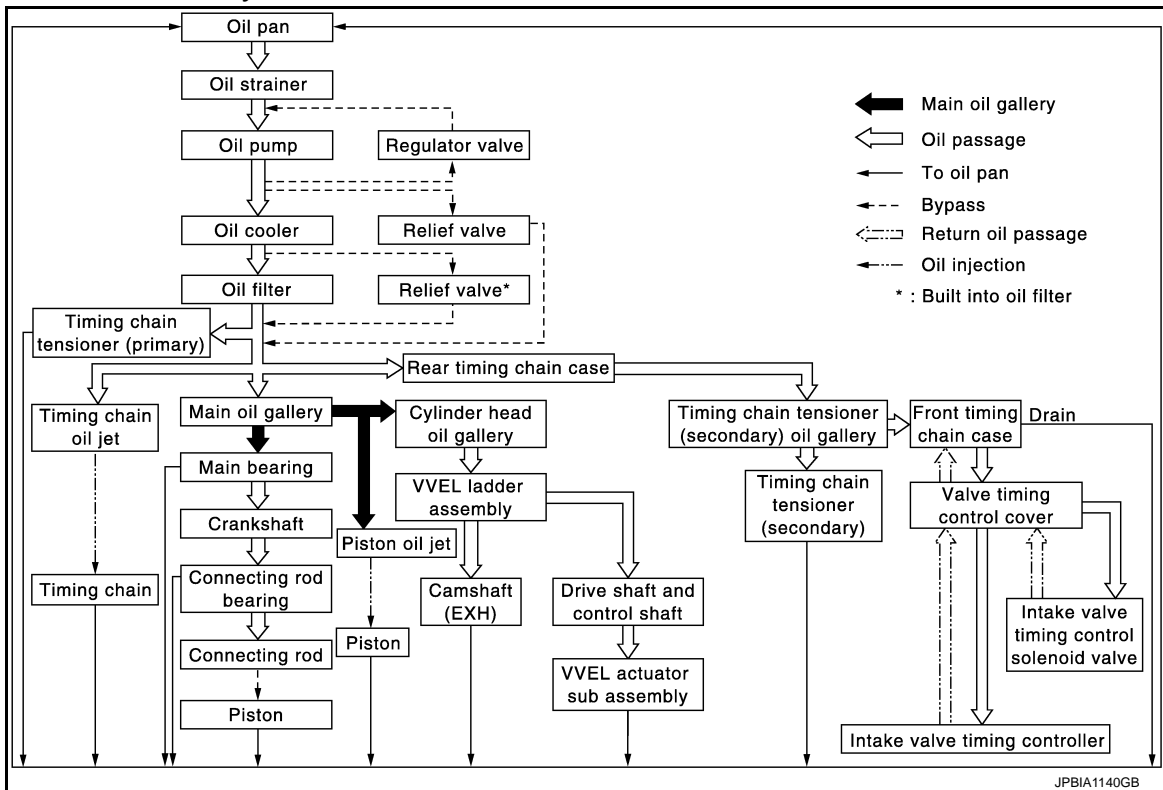 Oil pan
Oil strainer
Oil pump
Regulator valve
Oil cooler
Relief valve
Oil filter
Relief valve*
Main oil gallery
Oil passage
To oil pan
Bypass
Return oil passage
Oil injection
* : Built into oil filter
Timing chain
tensioner (primary)
Rear timing chain case
Timing chain
oil jet
Main oil gallery
Cylinder head
oil gallery
Timing chain tensioner
(secondary) oil gallery
Front timing
chain case
Drain
Main bearing
VVEL ladder
assembly
Timing chain
tensioner
(secondary)
Valve timing
control cover
Crankshaft
Piston oil jet
Timing chain
Connecting rod
bearing
Camshaft
(EXH)
Drive shaft and
control shaft
Intake valve
timing control
solenoid valve
Connecting rod
Piston
VVEL actuator
sub assembly
Piston
Intake valve timing controller
JPBIA1140GB